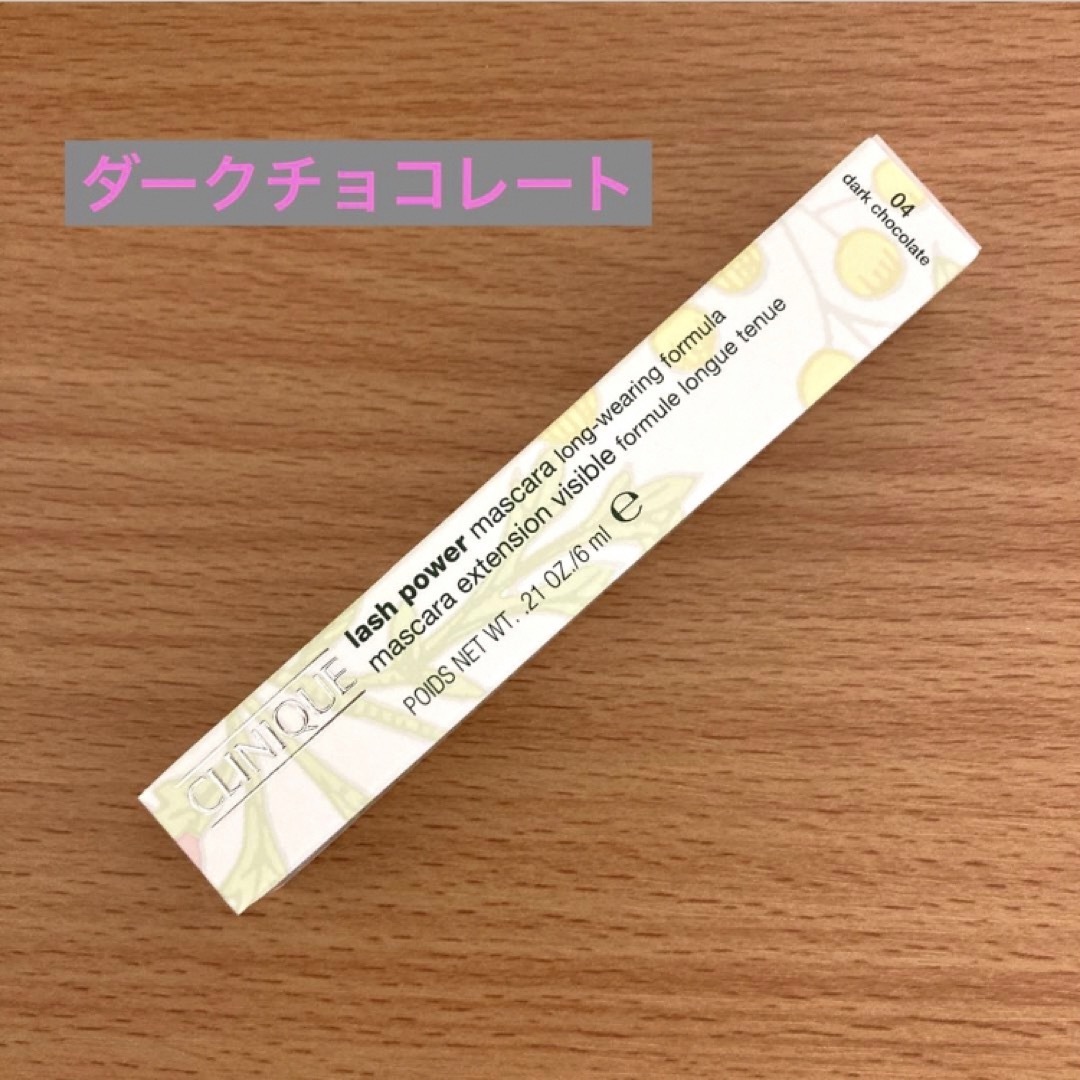 ダークチョコレート
04
dark chocolate
CLINIQUE
lash power mascara long-wearing formula
mascara extension visible formule longue tenue
POIDS NET WT. .21 OZ./6 ml ℮